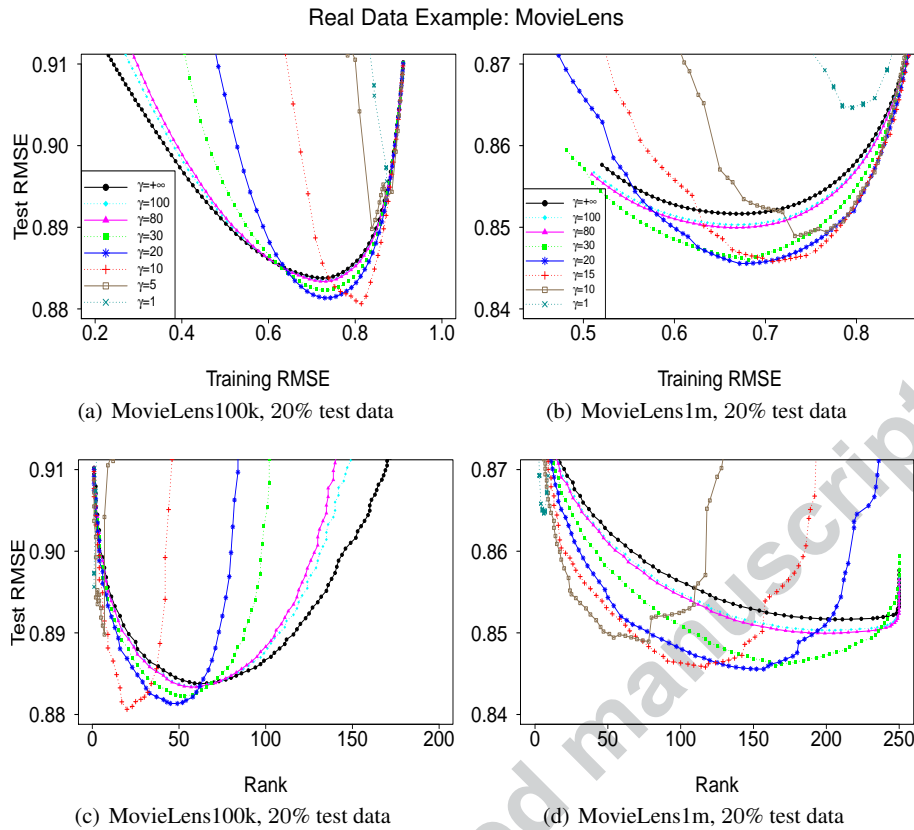 Real Data Example: MovieLens
0.91
0.90
0.89
0.88
Test RMSE
γ=+∞
γ=100
γ=80
γ=30
γ=20
γ=10
γ=5
γ=1
0.2 0.4 0.6 0.8 1.0
Training RMSE
(a) MovieLens100k, 20% test data
0.87
0.86
0.85
0.84
γ=+∞
γ=100
γ=80
γ=30
γ=20
γ=15
γ=10
γ=1
0.5 0.6 0.7 0.8
Training RMSE
(b) MovieLens1m, 20% test data
0.91
0.90
0.89
0.88
Test RMSE
0 50 100 150 200
Rank
(c) MovieLens100k, 20% test data
0.87
0.86
0.85
0.84
0 50 100 150 200 250
Rank
(d) MovieLens1m, 20% test data
ed manuscript